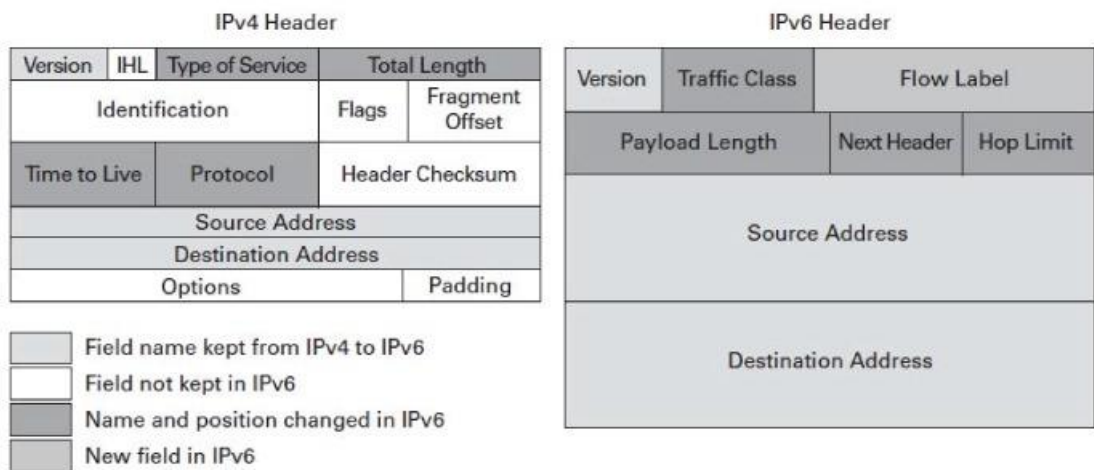 IPv4 Header
Version IHL Type of Service Total Length
Identification Flags Fragment Offset
Time to Live Protocol Header Checksum
Source Address
Destination Address
Options Padding
Field name kept from IPv4 to IPv6
Field not kept in IPv6
Name and position changed in IPv6
New field in IPv6
IPv6 Header
Version Traffic Class Flow Label
Payload Length Next Header Hop Limit
Source Address
Destination Address